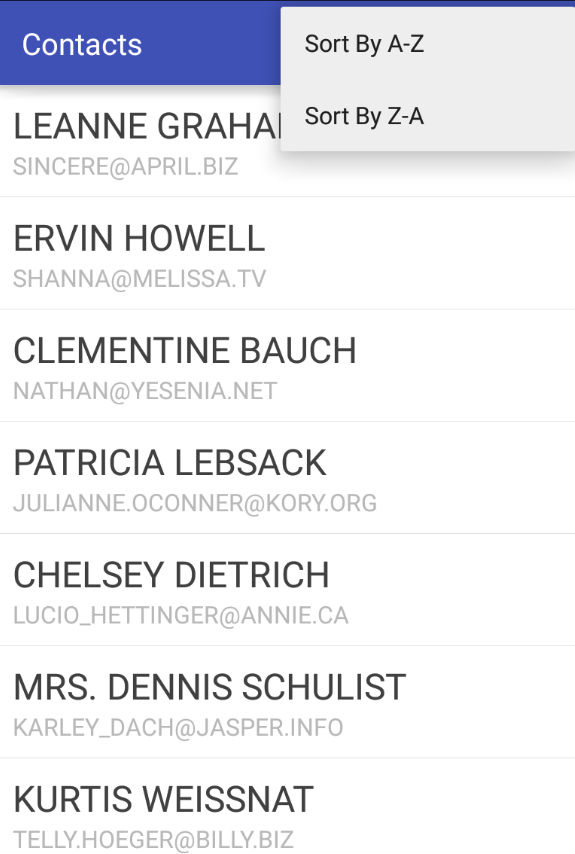 Contacts
Sort By A-Z
Sort By Z-A
LEANNE
SINCERE@APRIL.BIZ
ERVIN HOWELL
SHANNA@MELISSA.TV
CLEMENTINE BAUCH
NATHAN@YESENIA.NET
PATRICIA LEBSACK
JULIANNE.OCONNER@KORY.ORG
CHELSEY DIETRICH
LUCIO_HETTINGER@ANNIE.CA
MRS. DENNIS SCHULIST
KARLEY_DACH@JASPER.INFO
KURTIS WEISSNAT
TELLY.HOEGER@BILLY.BIZ